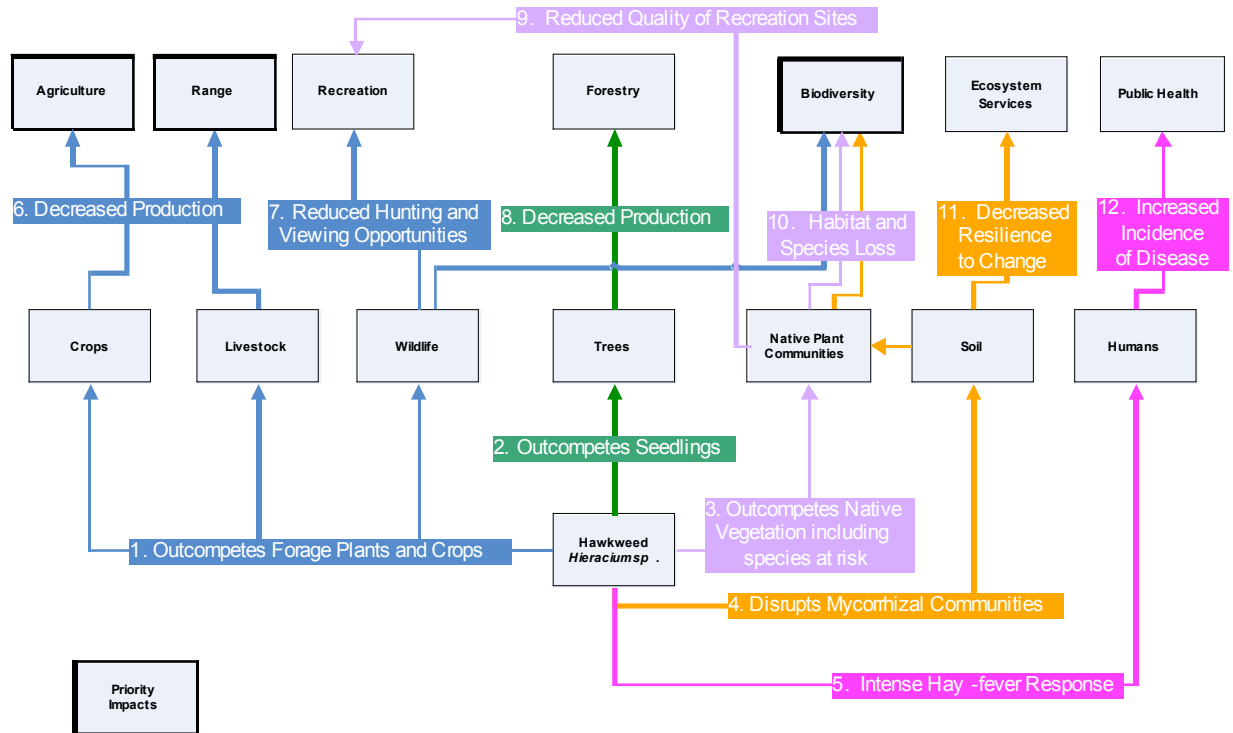 9. Reduced Quality of Recreation Sites
Agriculture
Range
Recreation
Forestry
Biodiversity
Ecosystem
Services
Public Health
6. Decreased Production
7. Reduced Hunting and
Viewing Opportunities
8. Decreased Production
10. Habitat and
Species Loss
11. Decreased
Resilience
to Change
12. Increased
Incidence
of Disease
Crops
Livestock
Wildlife
Trees
Native Plant
Communities
Soil
Humans
2. Outcompetes Seedlings
1. Outcompetes Forage Plants and Crops
Hawkweed
Hieraciumsp .
3. Outcompetes Native
Vegetation including
species at risk
4. Disrupts Mycorrhizal Communities
5. Intense Hay -fever Response
Priority
Impacts